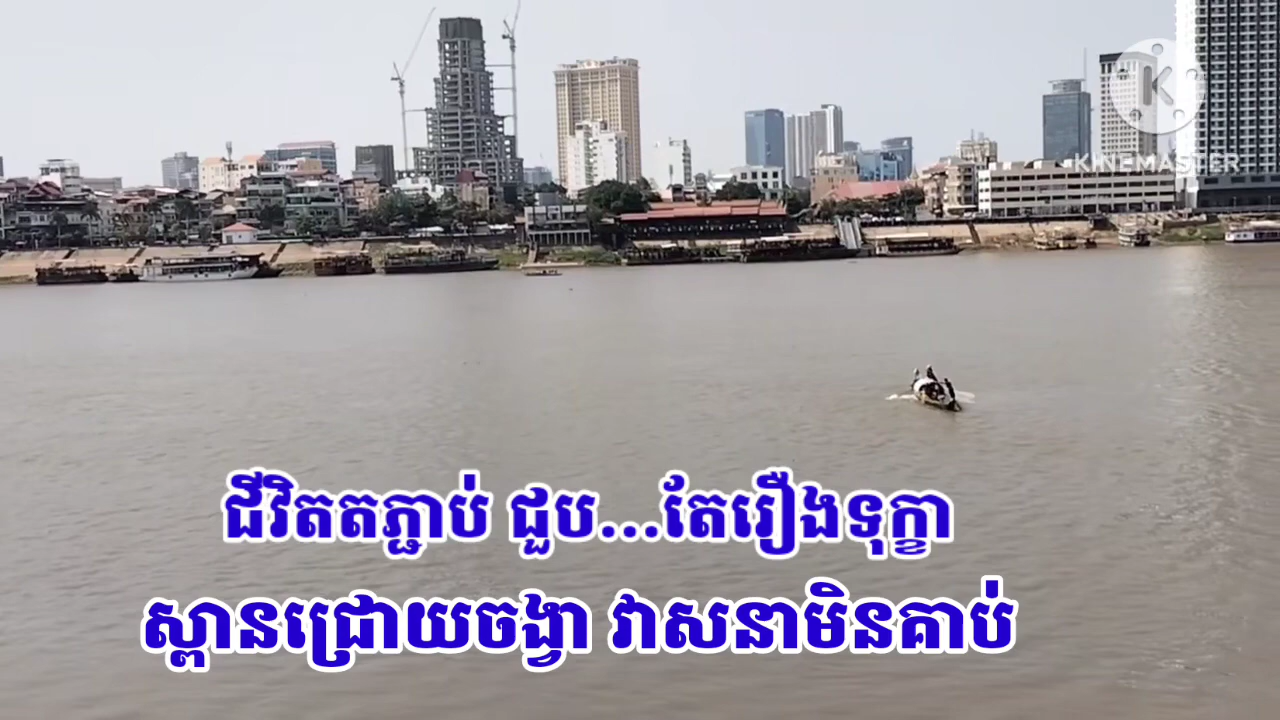 KINEMASTER
ជីវិតតភ្ជាប់ ជួប...តែរឿងទុក្ខា
ស្ពានជ្រោយចង្វា វាសនាមិនគាប់